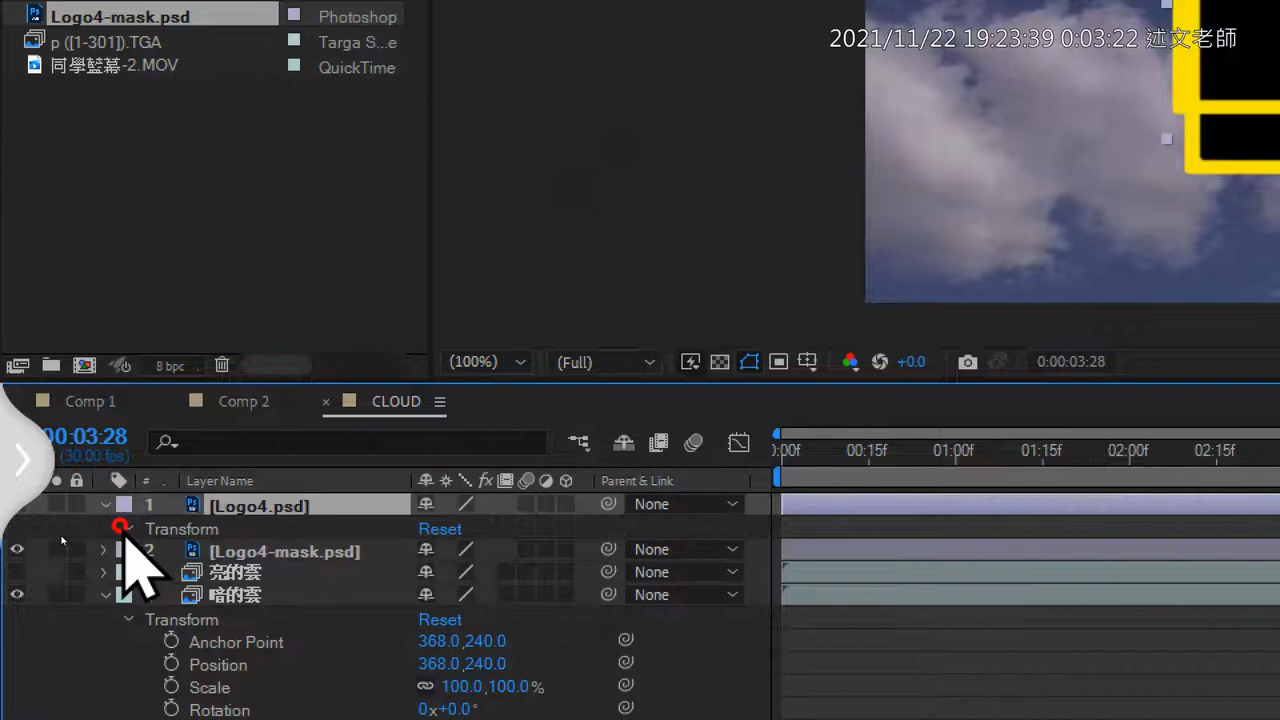 Logo4-mask.psd Photoshop
p ([1-301]).TGA Targa S...e
同學藍幕-2.MOV QuickTime
2021/11/22 19:23:39 0:03:22 述文老師
8 bpc
(100%) (Full) +0.0 0:00:03:28
Comp 1 Comp 2 × CLOUD
00:03:28
(30.00 fps)
):00f 00:15f 01:00f 01:15f 02:00f 02:15f
# . Layer Name fx Parent & Link
1 [Logo4.psd] None
Transform Reset
2 [Logo4-mask.psd] None
亮的雲 None
暗的雲 None
Transform Reset
Anchor Point 368.0,240.0
Position 368.0,240.0
Scale 100.0,100.0%
Rotation 0x+0.0°